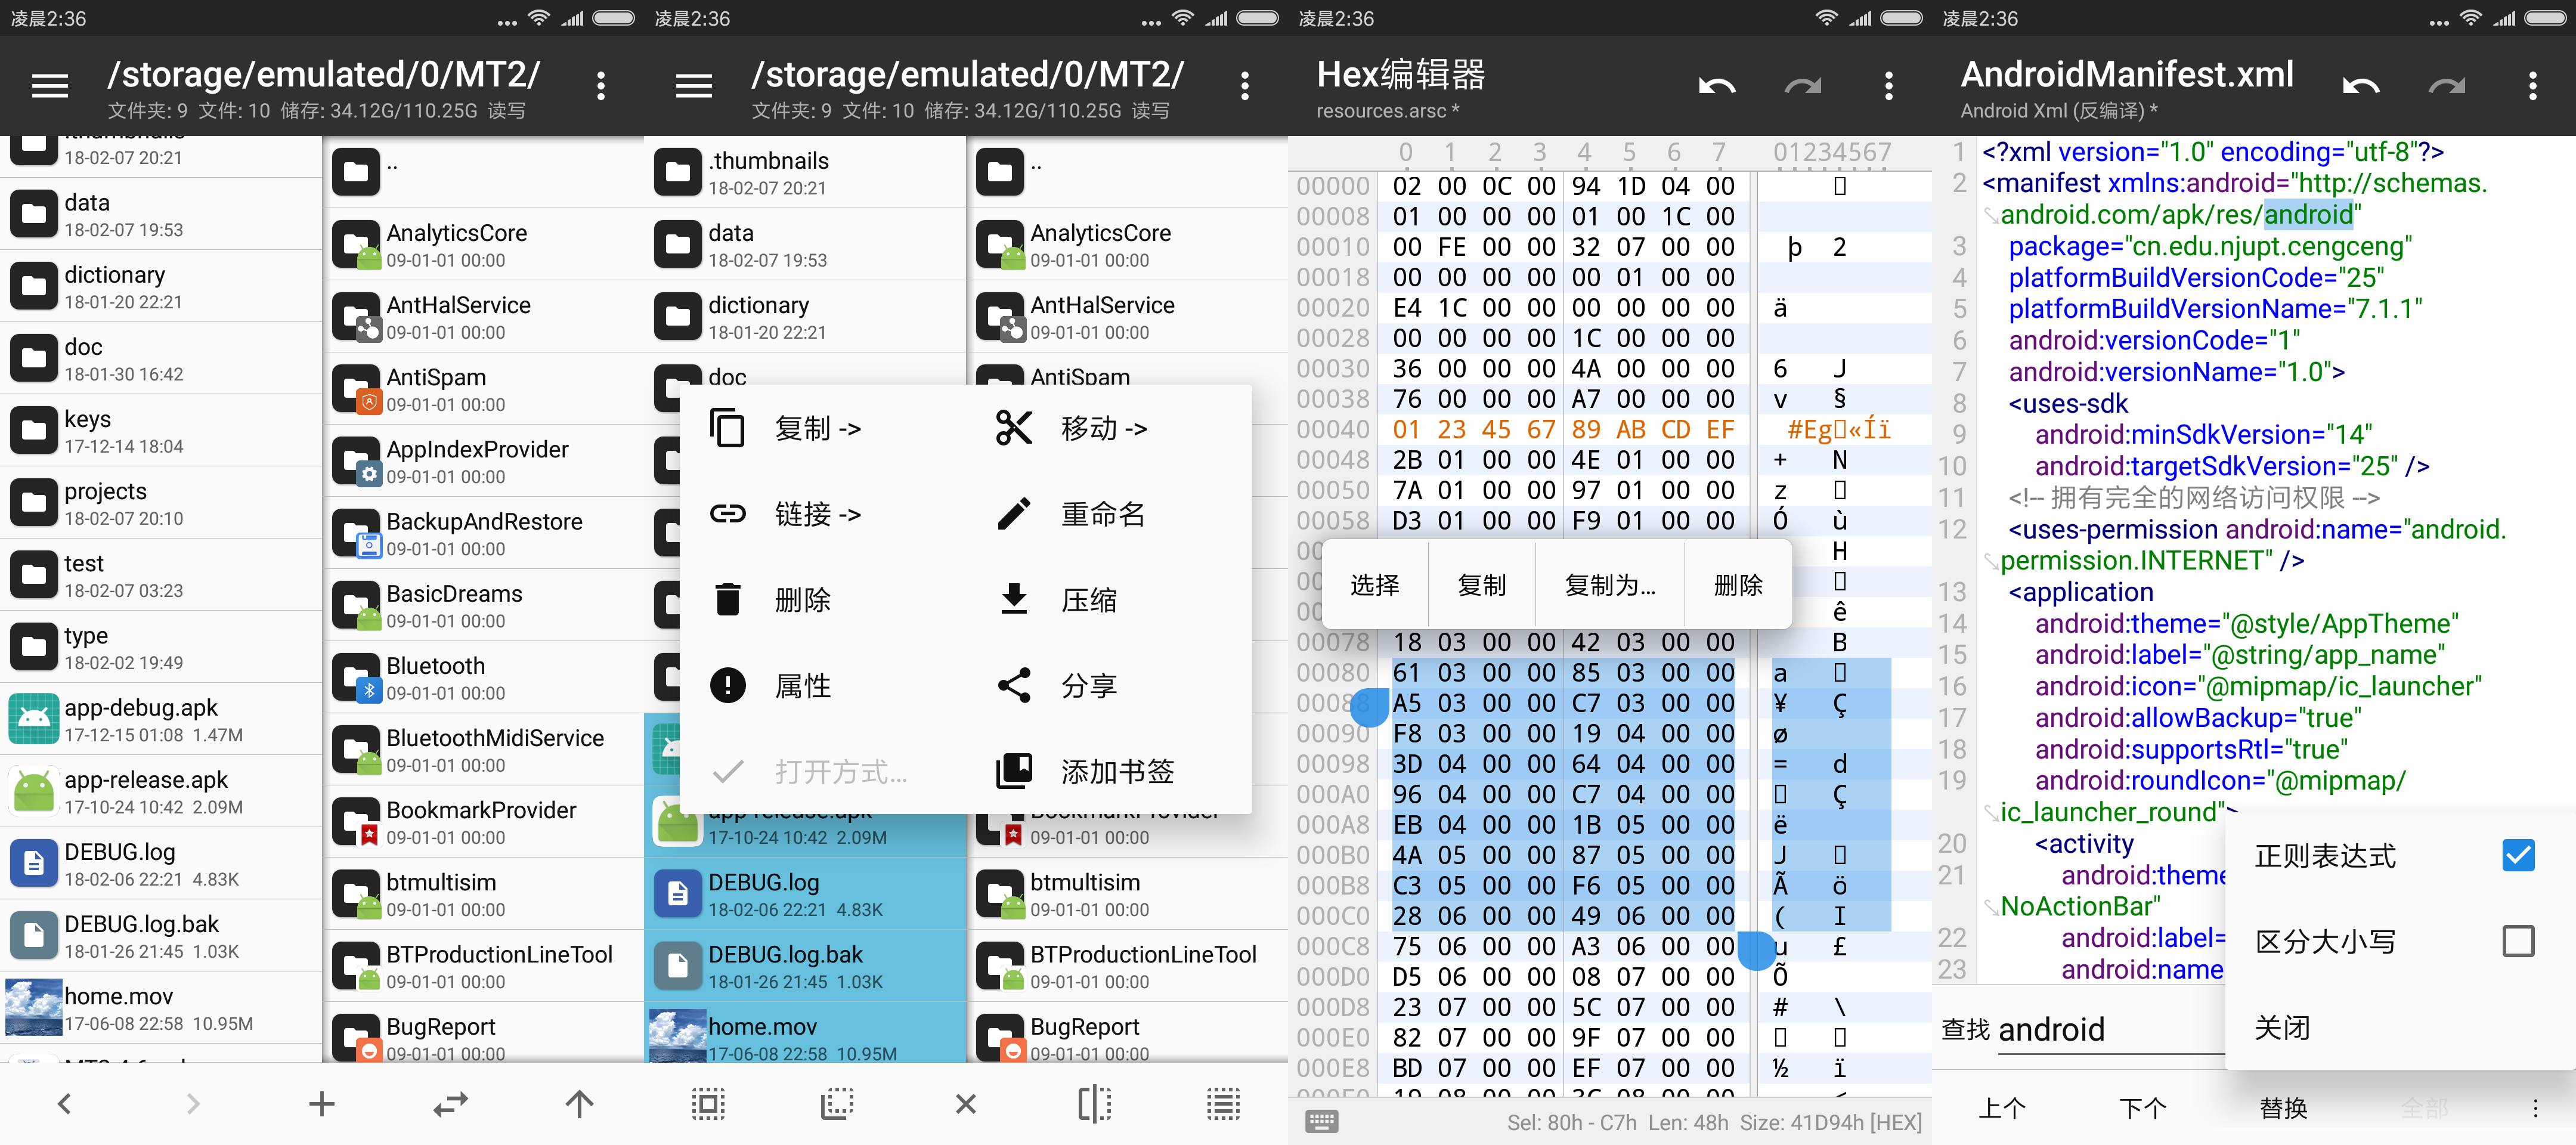 凌晨2:36
/storage/emulated/0/MT2/
文件夹: 9 文件: 10 储存: 34.12G/110.25G 读写
18-02-07 20:21
data
18-02-07 19:53
dictionary
18-01-20 22:21
doc
18-01-30 16:42
keys
17-12-14 18:04
projects
18-02-07 20:10
test
18-02-07 03:23
type
18-02-02 19:49
app-debug.apk
17-12-15 01:08 1.47M
app-release.apk
17-10-24 10:42 2.09M
DEBUG.log
18-02-06 22:21 4.83K
DEBUG.log.bak
18-01-26 21:45 1.03K
home.mov
17-06-08 22:58 10.95M
..
AnalyticsCore
09-01-01 00:00
AntHalService
09-01-01 00:00
AntiSpam
09-01-01 00:00
AppIndexProvider
09-01-01 00:00
BackupAndRestore
09-01-01 00:00
BasicDreams
09-01-01 00:00
Bluetooth
09-01-01 00:00
BluetoothMidiService
09-01-01 00:00
BookmarkProvider
09-01-01 00:00
btmultisim
09-01-01 00:00
BTProductionLineTool
09-01-01 00:00
BugReport
09-01-01 00:00
凌晨2:36
/storage/emulated/0/MT2/
文件夹: 9 文件: 10 储存: 34.12G/110.25G 读写
.thumbnails
18-02-07 20:21
data
18-02-07 19:53
dictionary
18-01-20 22:21
doc
复制 ->
移动 ->
链接 ->
重命名
删除
压缩
属性
分享
打开方式...
添加书签
app-release.apk
17-10-24 10:42 2.09M
DEBUG.log
18-02-06 22:21 4.83K
DEBUG.log.bak
18-01-26 21:45 1.03K
home.mov
17-06-08 22:58 10.95M
..
AnalyticsCore
09-01-01 00:00
AntHalService
09-01-01 00:00
AntiSpam
BookmarkProvider
09-01-01 00:00
btmultisim
09-01-01 00:00
BTProductionLineTool
09-01-01 00:00
BugReport
09-01-01 00:00
凌晨2:36
Hex编辑器
resources.arsc *
0 1 2 3 4 5 6 7 01234567
00000 02 00 0C 00 94 1D 04 00
00008 01 00 00 00 01 00 1C 00
00010 00 FE 00 00 32 07 00 00 þ 2
00018 00 00 00 00 00 01 00 00
00020 E4 1C 00 00 00 00 00 00 ä
00028 00 00 00 00 1C 00 00 00
00030 36 00 00 00 4A 00 00 00 6 J
00038 76 00 00 00 A7 00 00 00 v §
00040 01 23 45 67 89 AB CD EF #Eg«Íï
00048 2B 01 00 00 4E 01 00 00 + N
00050 7A 01 00 00 97 01 00 00 z
00058 D3 01 00 00 F9 01 00 00 Ó ù
H
选择 复制 复制为... 删除
ê
00078 18 03 00 00 42 03 00 00 B
00080 61 03 00 00 85 03 00 00 a
00088 A5 03 00 00 C7 03 00 00 ¥ Ç
00090 F8 03 00 00 19 04 00 00 ø
00098 3D 04 00 00 64 04 00 00 = d
000A0 96 04 00 00 C7 04 00 00 Ç
000A8 EB 04 00 00 1B 05 00 00 ë
000B0 4A 05 00 00 87 05 00 00 J
000B8 C3 05 00 00 F6 05 00 00 Ã ö
000C0 28 06 00 00 49 06 00 00 ( I
000C8 75 06 00 00 A3 06 00 00 u £
000D0 D5 06 00 00 08 07 00 00 Õ
000D8 23 07 00 00 5C 07 00 00 # \
000E0 82 07 00 00 9F 07 00 00
000E8 BD 07 00 00 EF 07 00 00 ½ ï
Sel: 80h - C7h Len: 48h Size: 41D94h [HEX]
凌晨2:36
AndroidManifest.xml
Android Xml (反编译) *
1 <?xml version="1.0" encoding="utf-8"?>
2 <manifest xmlns:android="http://schemas.
android.com/apk/res/android"
3 package="cn.edu.njupt.cengceng"
4 platformBuildVersionCode="25"
5 platformBuildVersionName="7.1.1"
6 android:versionCode="1"
7 android:versionName="1.0">
8 <uses-sdk
9 android:minSdkVersion="14"
10 android:targetSdkVersion="25" />
11 <!-- 拥有完全的网络访问权限 -->
12 <uses-permission android:name="android.
permission.INTERNET" />
13 <application
14 android:theme="@style/AppTheme"
15 android:label="@string/app_name"
16 android:icon="@mipmap/ic_launcher"
17 android:allowBackup="true"
18 android:supportsRtl="true"
19 android:roundIcon="@mipmap/
ic_launcher_round">
20 <activity
21 android:theme
NoActionBar"
22 android:label=
23 android:name
正则表达式
区分大小写
关闭
查找 android
上个 下个 替换 全部